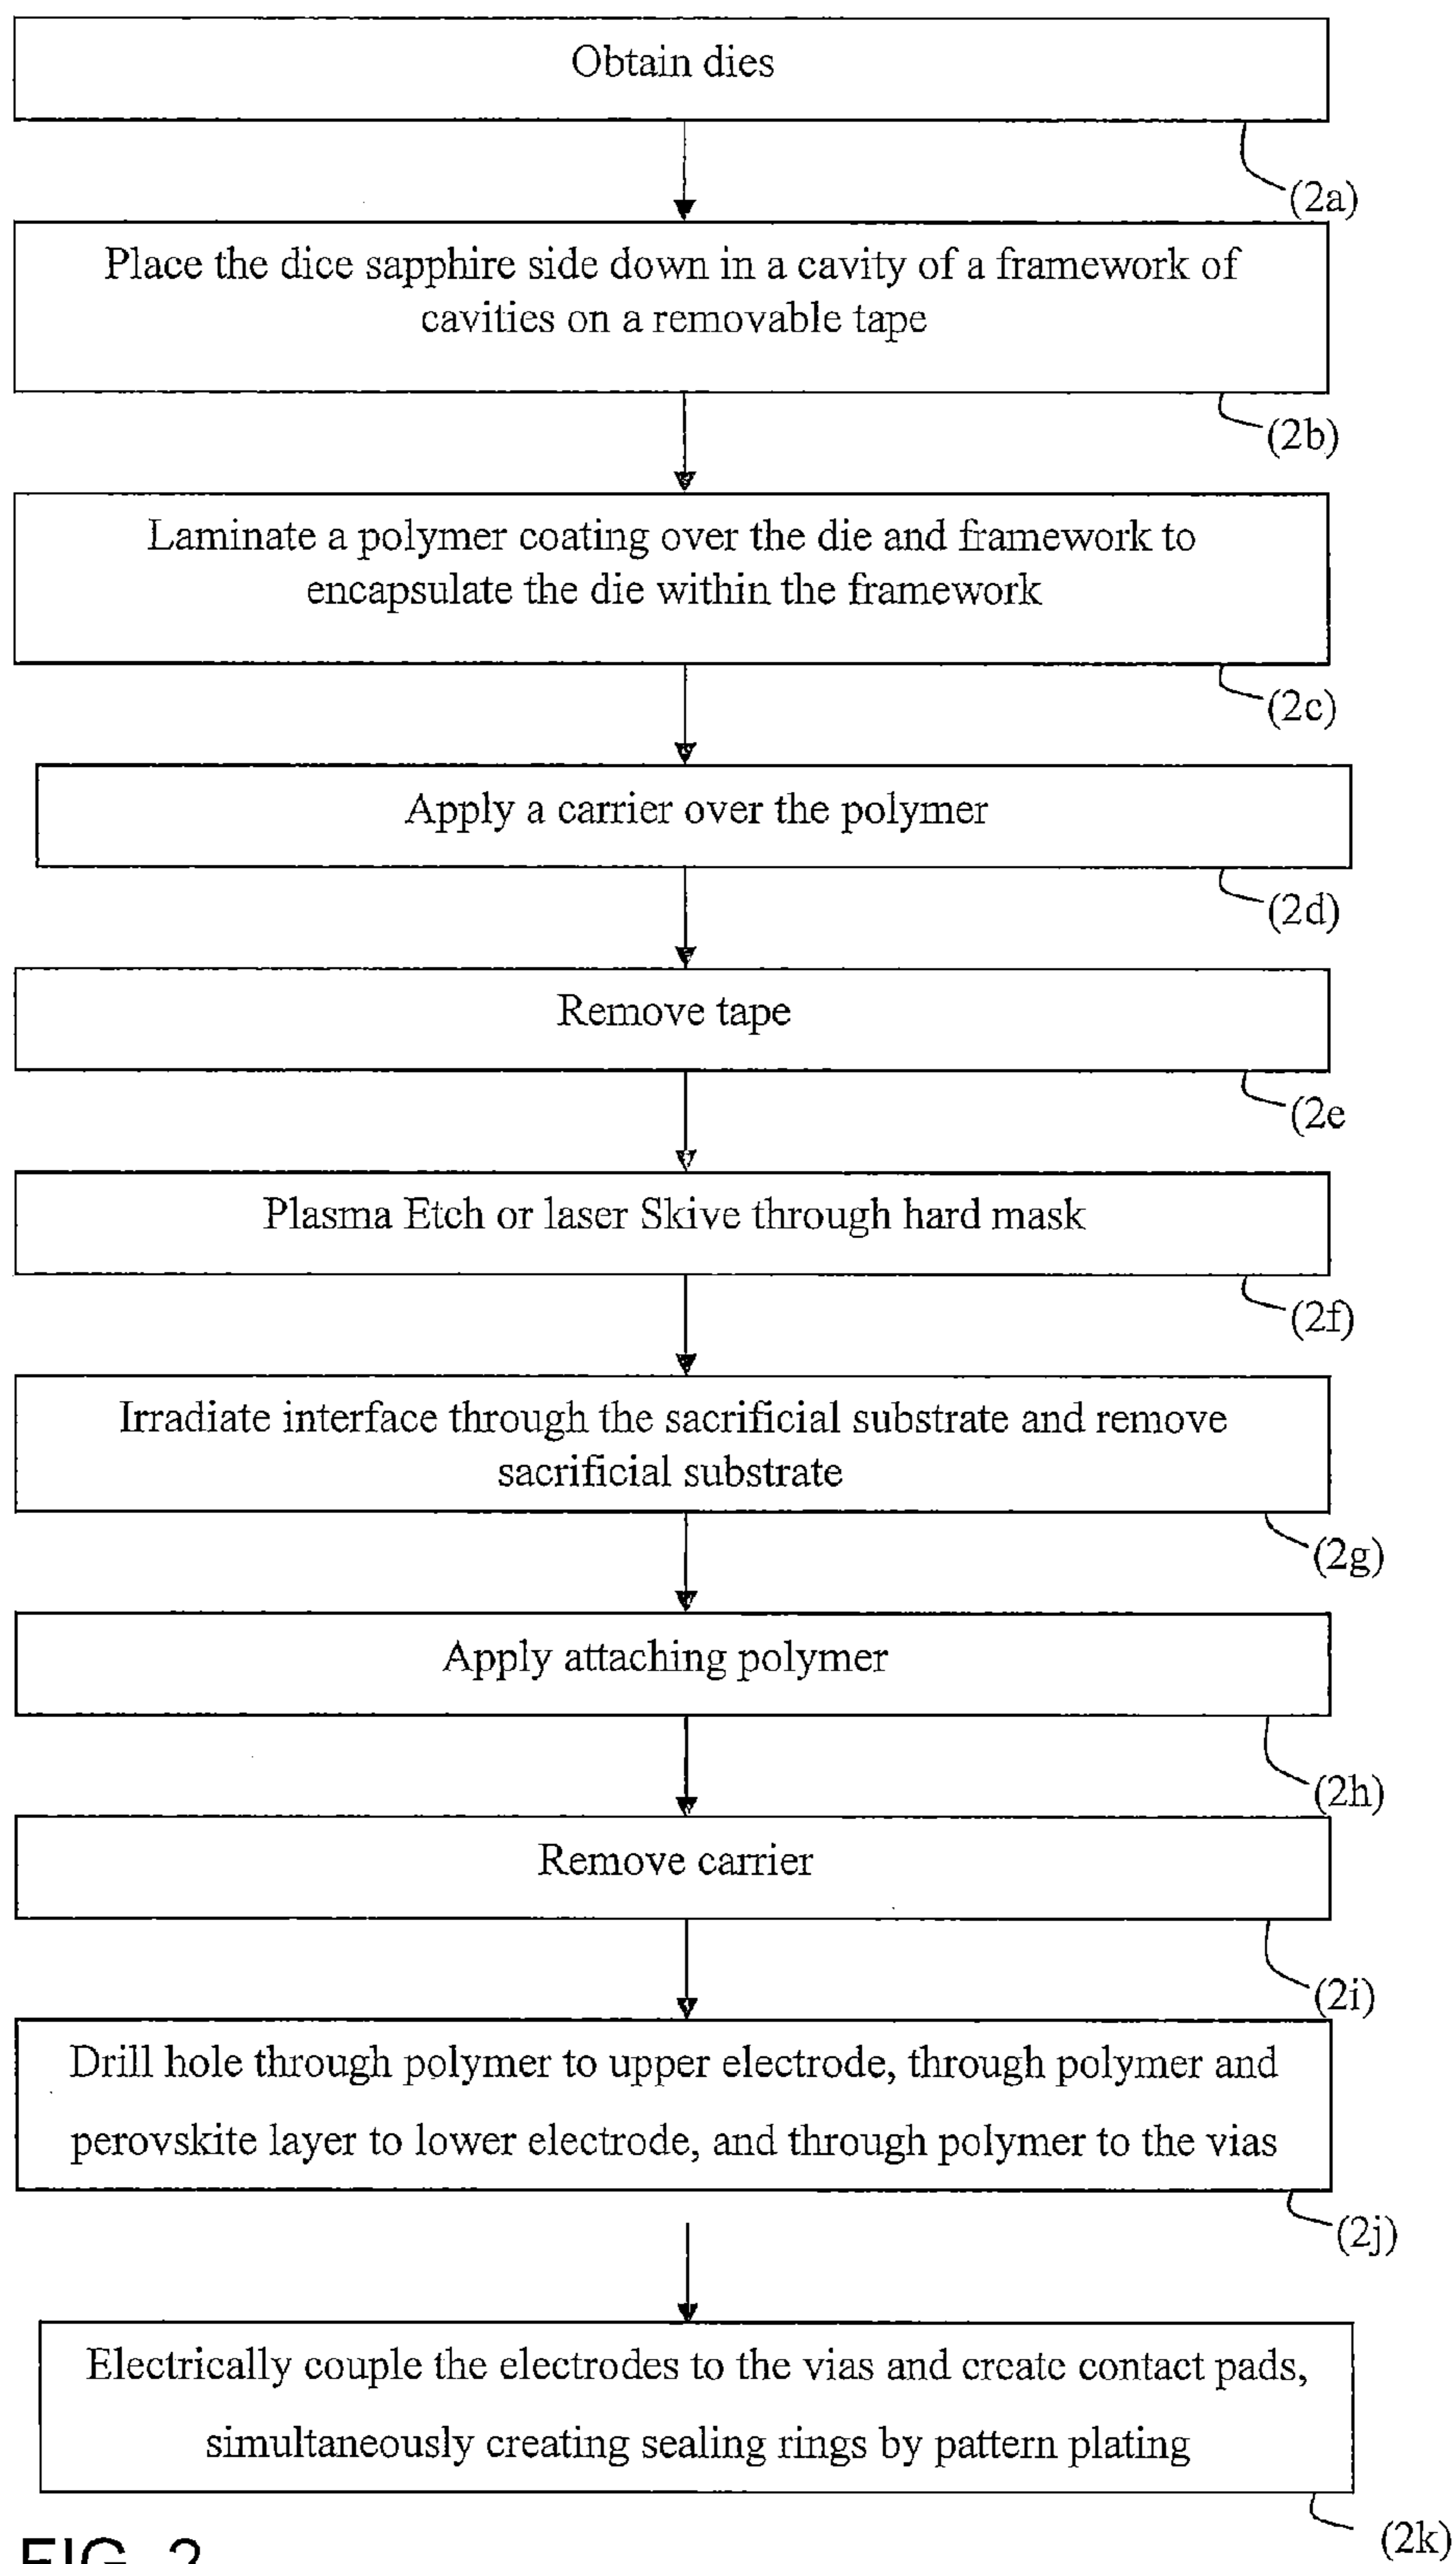 Obtain dies
(2a)
Place the dice sapphire side down in a cavity of a framework of
cavities on a removable tape
(2b)
Laminate a polymer coating over the die and framework to
encapsulate the die within the framework
(2c)
Apply a carrier over the polymer
(2d)
Remove tape
(2e
Plasma Etch or laser Skive through hard mask
(2f)
Irradiate interface through the sacrificial substrate and remove
sacrificial substrate
(2g)
Apply attaching polymer
(2h)
Remove carrier
(2i)
Drill hole through polymer to upper electrode, through polymer and
perovskite layer to lower electrode, and through polymer to the vias
(2j)
Electrically couple the electrodes to the vias and create contact pads,
simultaneously creating sealing rings by pattern plating
(2k)
FIG. 2